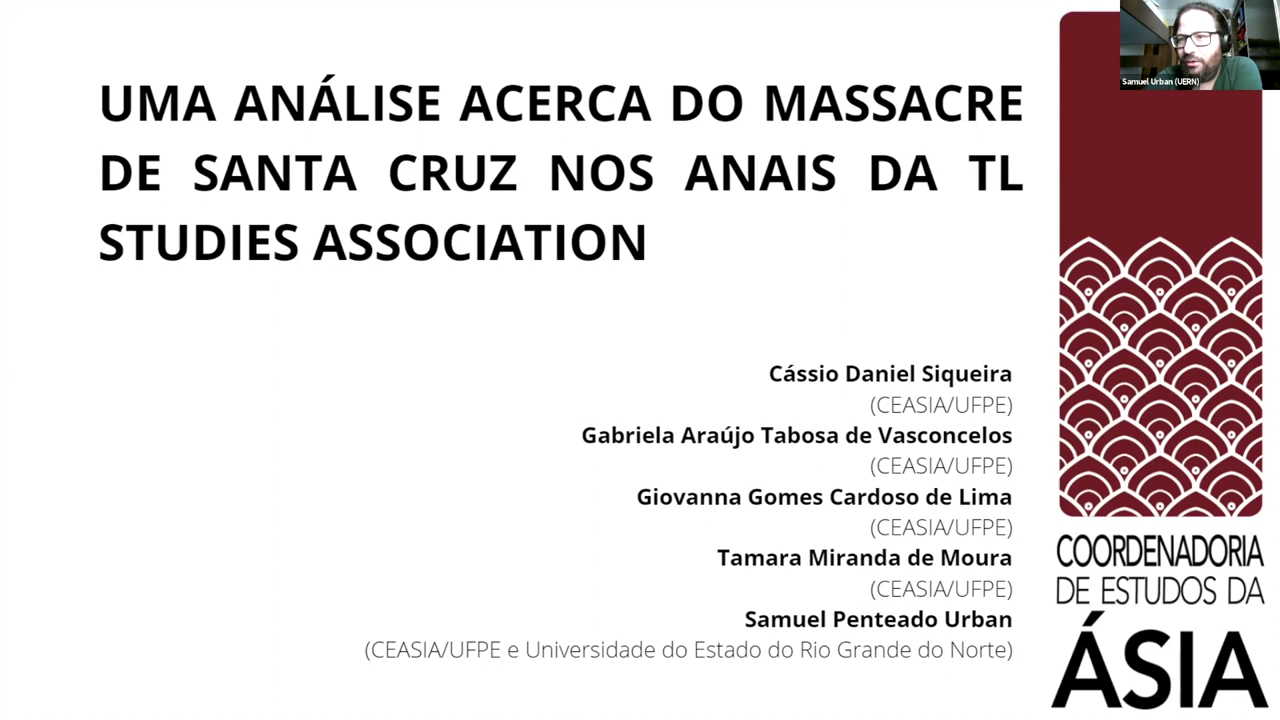 UMA ANÁLISE ACERCA DO MASSACRE
DE SANTA CRUZ NOS ANAIS DA TL
STUDIES ASSOCIATION
Cássio Daniel Siqueira
(CEASIA/UFPE)
Gabriela Araújo Tabosa de Vasconcelos
(CEASIA/UFPE)
Giovanna Gomes Cardoso de Lima
(CEASIA/UFPE)
Tamara Miranda de Moura
(CEASIA/UFPE)
Samuel Penteado Urban
(CEASIA/UFPE e Universidade do Estado do Rio Grande do Norte)
Samuel Urban (UERN)
COORDENADORIA
DE ESTUDOS DA
ÁSIA